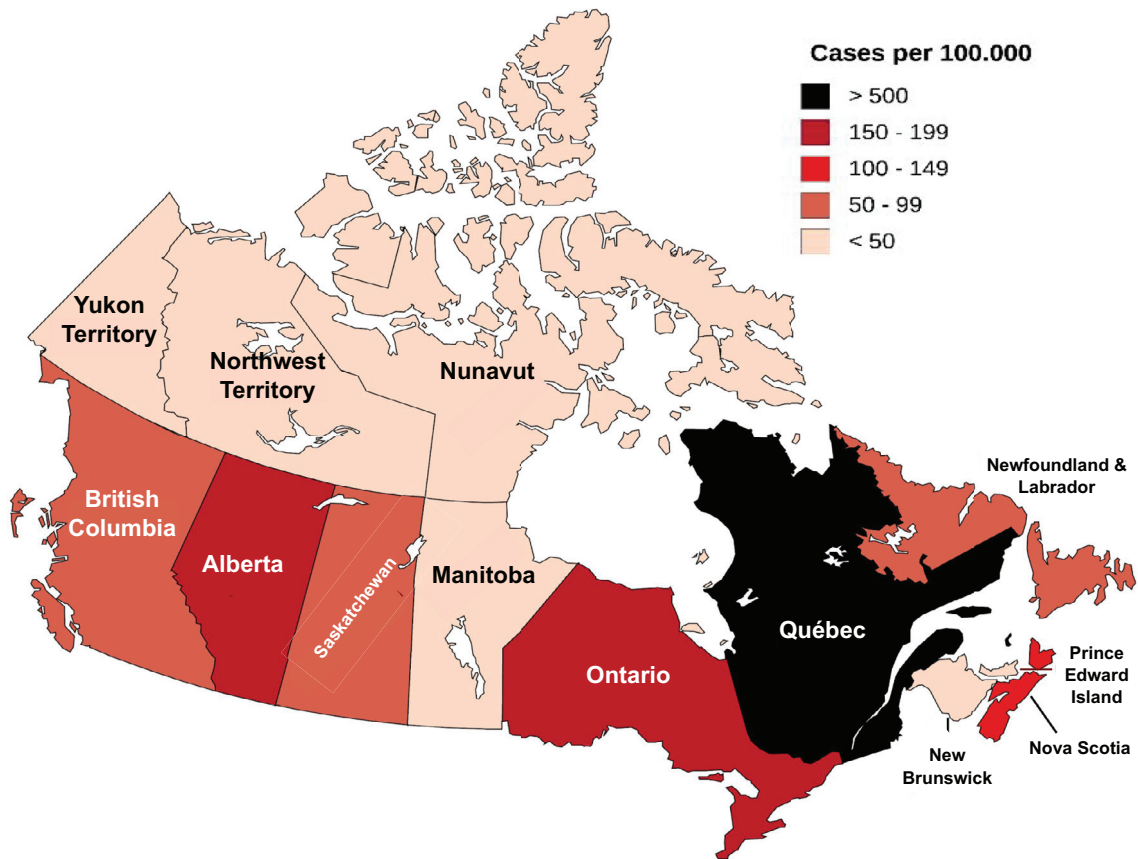 Cases per 100.000
> 500
150 - 199
100 - 149
50 - 99
< 50
Yukon
Territory
Northwest
Territory
Nunavut
British
Columbia
Alberta
Saskatchewan
Manitoba
Ontario
Québec
Newfoundland &
Labrador
Prince
Edward
Island
Nova Scotia
New
Brunswick